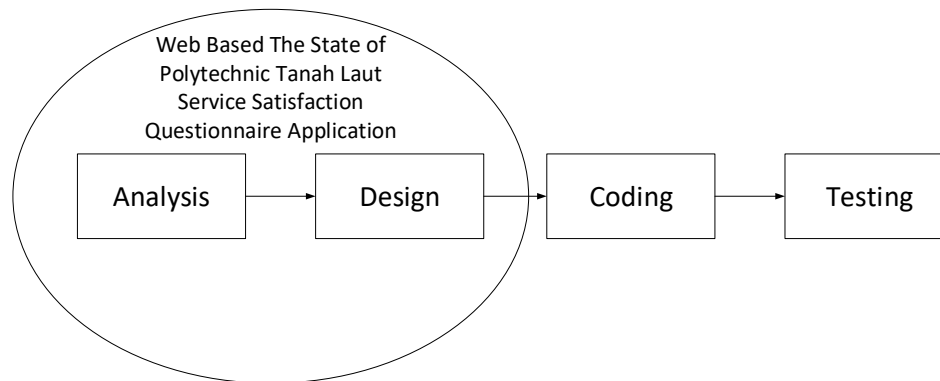 Web Based The State of
Polytechnic Tanah Laut
Service Satisfaction
Questionnaire Application
Analysis
Design
Coding
Testing